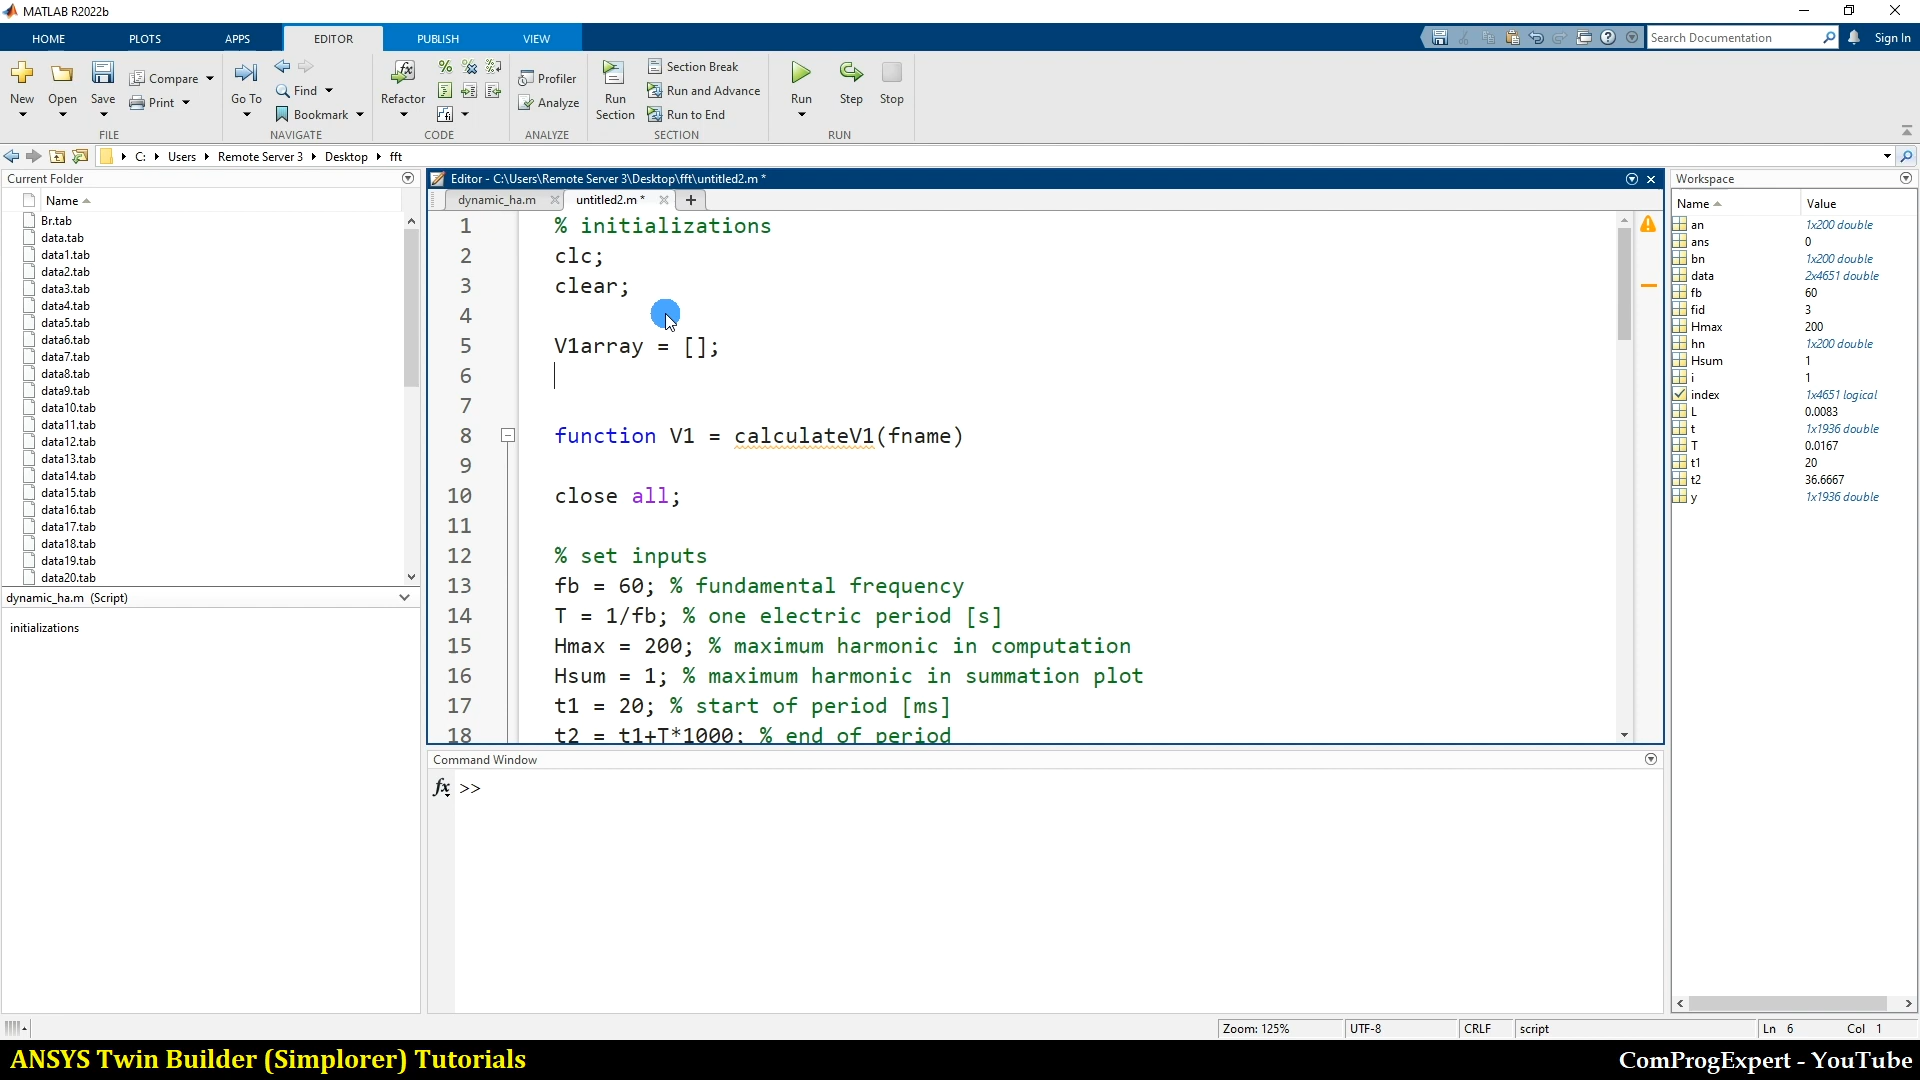 MATLAB R2022b
HOME PLOTS APPS EDITOR PUBLISH VIEW
Search Documentation
Sign In
New Open Save
Compare
Print
FILE
Go To
Find
Bookmark
NAVIGATE
Refactor
CODE
Profiler
Analyze
ANALYZE
Run Section
Section Break
Run and Advance
Run to End
SECTION
Run Step Stop
RUN
C: Users Remote Server 3 Desktop fft
Current Folder
Name
Br.tab
data.tab
data1.tab
data2.tab
data3.tab
data4.tab
data5.tab
data6.tab
data7.tab
data8.tab
data9.tab
data10.tab
data11.tab
data12.tab
data13.tab
data14.tab
data15.tab
data16.tab
data17.tab
data18.tab
data19.tab
data20.tab
dynamic_ha.m (Script)
initializations
Editor - C:\Users\Remote Server 3\Desktop\fft\untitled2.m *
dynamic_ha.m untitled2.m *
1 % initializations
2 clc;
3 clear;
4
5 V1array = [];
6
7
8 function V1 = calculateV1(fname)
9
10 close all;
11
12 % set inputs
13 fb = 60; % fundamental frequency
14 T = 1/fb; % one electric period [s]
15 Hmax = 200; % maximum harmonic in computation
16 Hsum = 1; % maximum harmonic in summation plot
17 t1 = 20; % start of period [ms]
18 t2 = t1+T*1000; % end of period
Command Window
fx >>
Workspace
Name Value
an 1x200 double
ans 0
bn 1x200 double
data 2x4651 double
fb 60
fid 3
Hmax 200
hn 1x200 double
Hsum 1
i 1
index 1x4651 logical
L 0.0083
t 1x1936 double
T 0.0167
t1 20
t2 36.6667
y 1x1936 double
Zoom: 125% UTF-8 CRLF script Ln 6 Col 1
ANSYS Twin Builder (Simplorer) Tutorials
ComProgExpert - YouTube